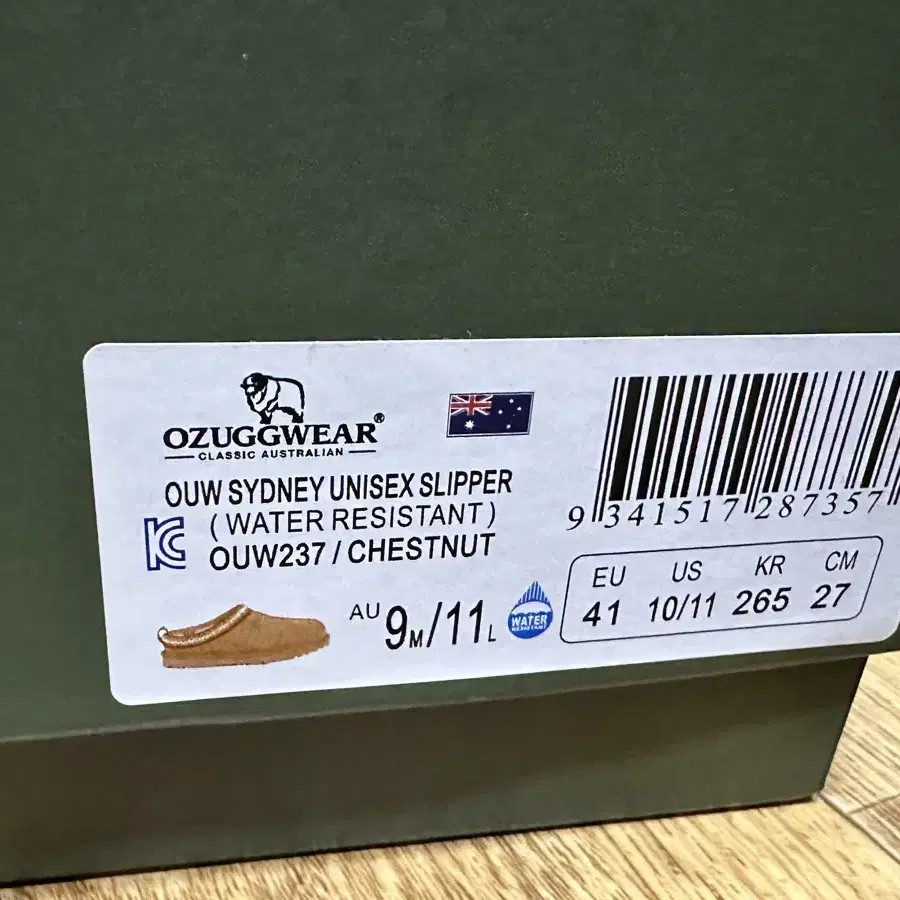 OZUGGWEAR®
CLASSIC AUSTRALIAN
OUW SYDNEY UNISEX SLIPPER
(WATER RESISTANT)
OUW237 / CHESTNUT
AU 9M/11L
WATER
RESISTANT
9 341517 287357
EU US KR CM
41 10/11 265 27